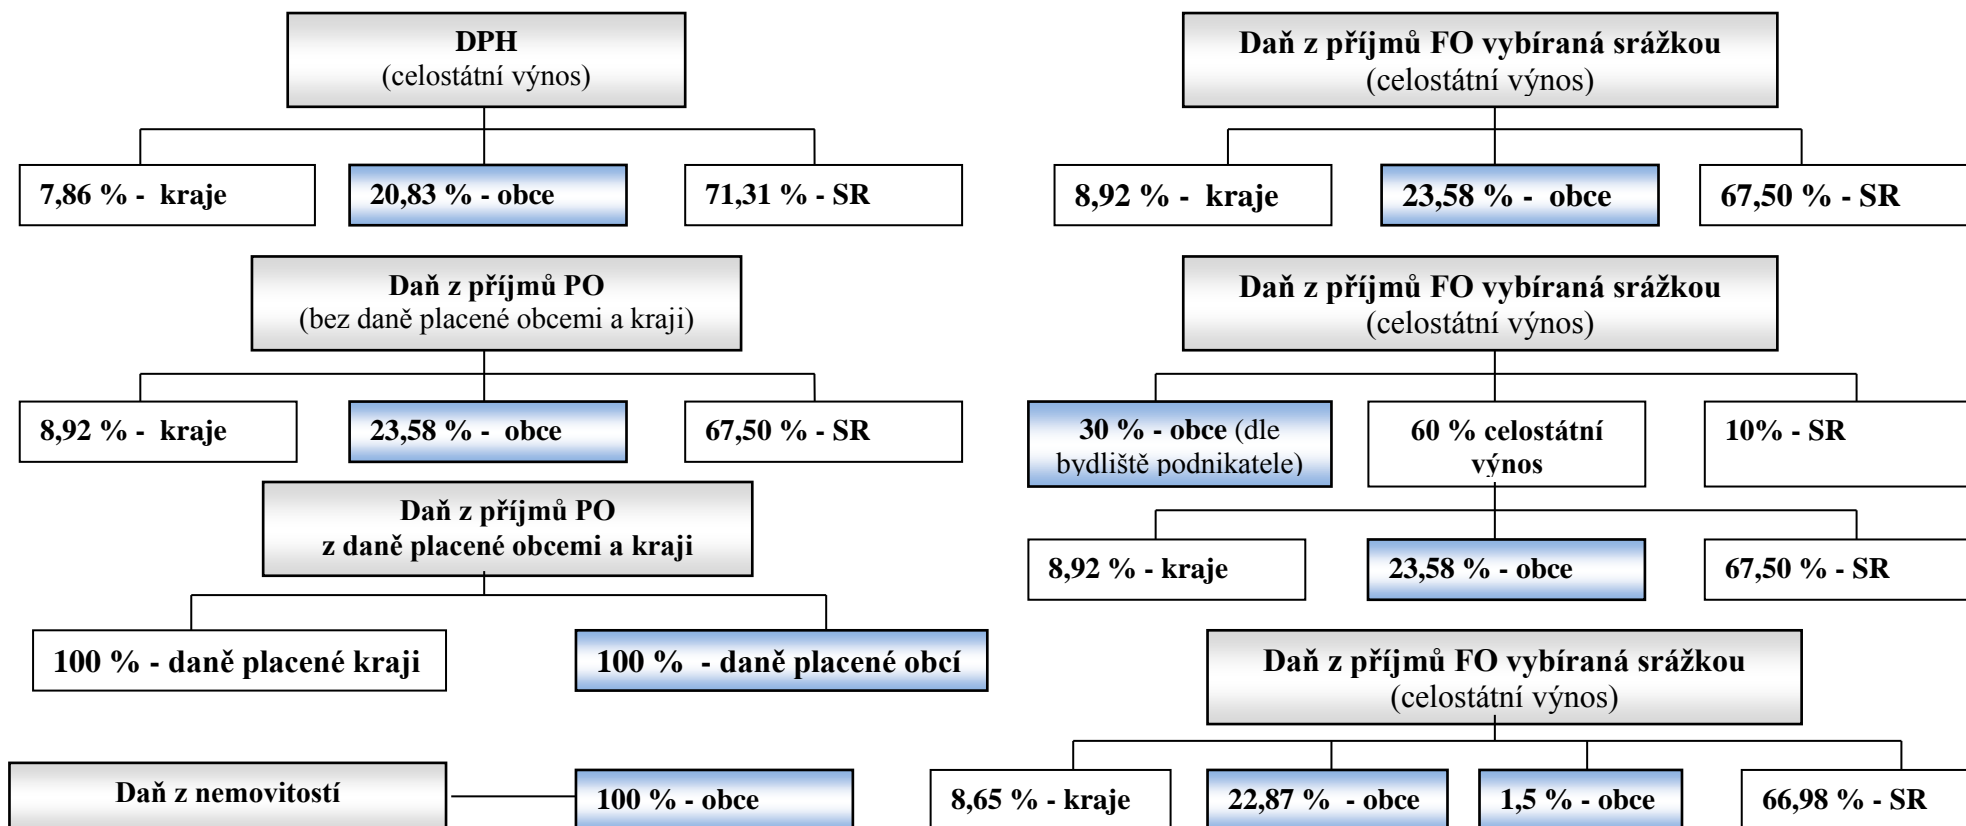 DPH
(celostátní výnos)
7,86 % - kraje
20,83 % - obce
71,31 % - SR
Daň z příjmů PO
(bez daně placené obcemi a kraji)
8,92 % - kraje
23,58 % - obce
67,50 % - SR
Daň z příjmů PO
z daně placené obcemi a kraji
100 % - daně placené kraji
100 % - daně placené obcí
Daň z nemovitostí
100 % - obce
Daň z příjmů FO vybíraná srážkou
(celostátní výnos)
8,92 % - kraje
23,58 % - obce
67,50 % - SR
Daň z příjmů FO vybíraná srážkou
(celostátní výnos)
30 % - obce (dle
bydliště podnikatele)
60 % celostátní
výnos
10% - SR
8,92 % - kraje
23,58 % - obce
67,50 % - SR
Daň z příjmů FO vybíraná srážkou
(celostátní výnos)
8,65 % - kraje
22,87 % - obce
1,5 % - obce
66,98 % - SR